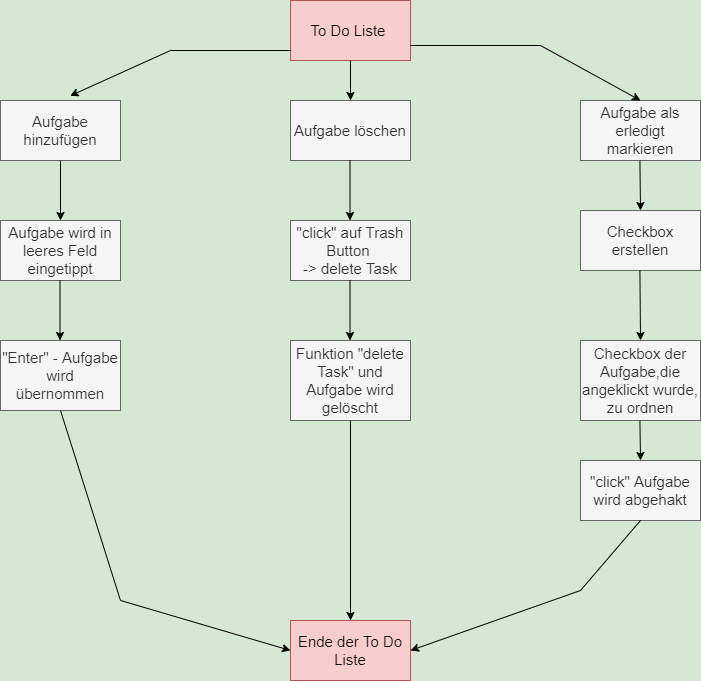 To Do Liste
Aufgabe
hinzufügen
Aufgabe löschen
Aufgabe als
erledigt
markieren
Aufgabe wird in
leeres Feld
eingetippt
"click" auf Trash
Button
-> delete Task
Checkbox
erstellen
"Enter" - Aufgabe
wird
übernommen
Funktion "delete
Task" und
Aufgabe wird
gelöscht
Checkbox der
Aufgabe,die
angeklickt wurde,
zu ordnen
"click" Aufgabe
wird abgehakt
Ende der To Do
Liste